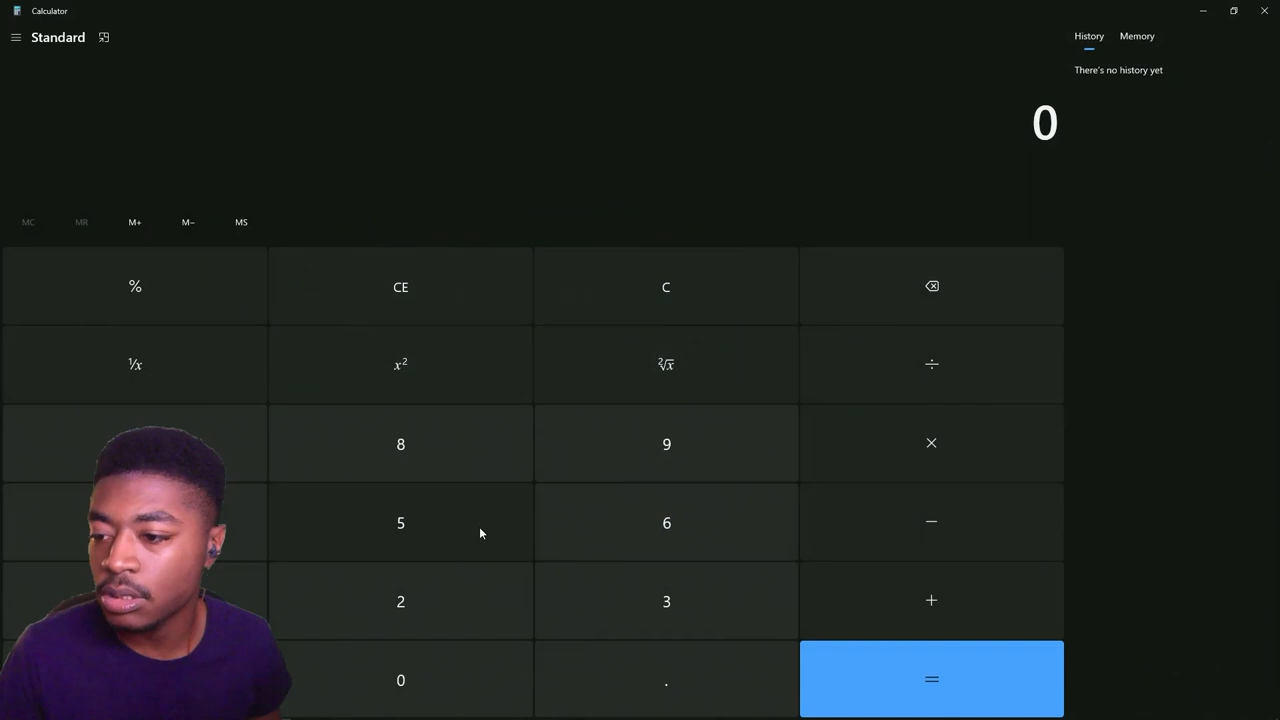 Calculator
Standard
History Memory
There's no history yet
0
MC MR M+ M− MS
% CE C
⅟x x² ²√x ÷
8 9 ×
5 6 −
2 3 +
0 . =